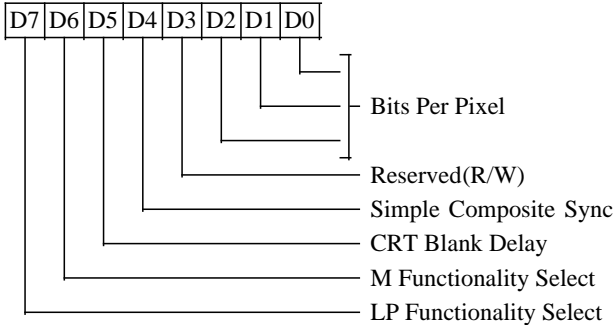 D7 D6 D5 D4 D3 D2 D1 D0
Bits Per Pixel
Reserved(R/W)
Simple Composite Sync
CRT Blank Delay
M Functionality Select
LP Functionality Select